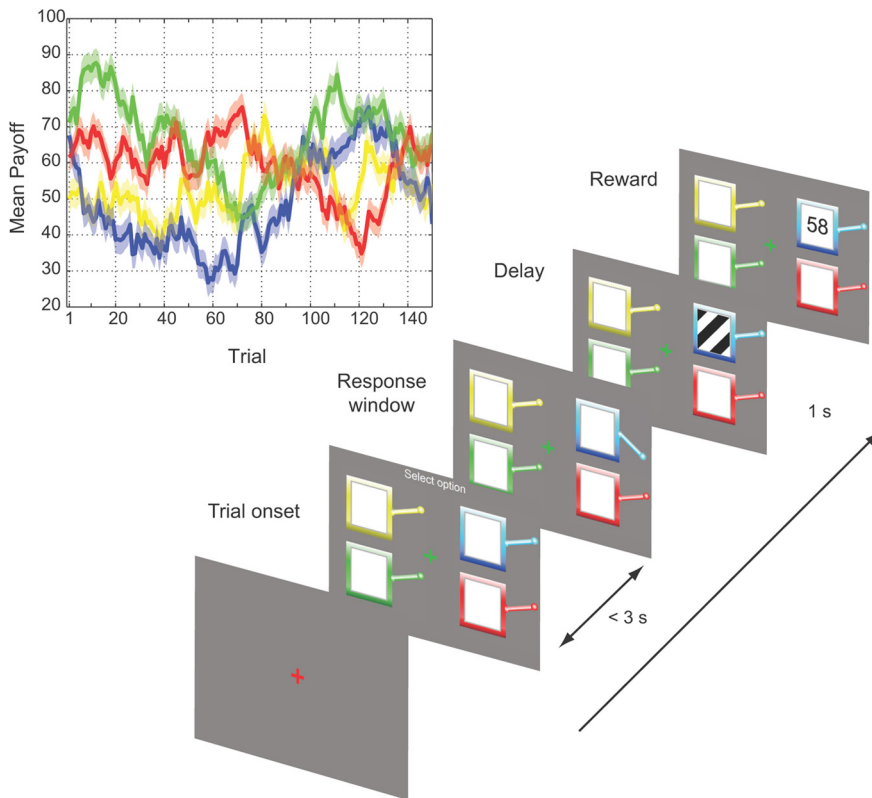 100
90
80
70
60
50
40
30
20
Mean Payoff
1 20 40 60 80 100 120 140
Trial
Reward
58
Delay
Response
window
1 s
Select option
Trial onset
< 3 s